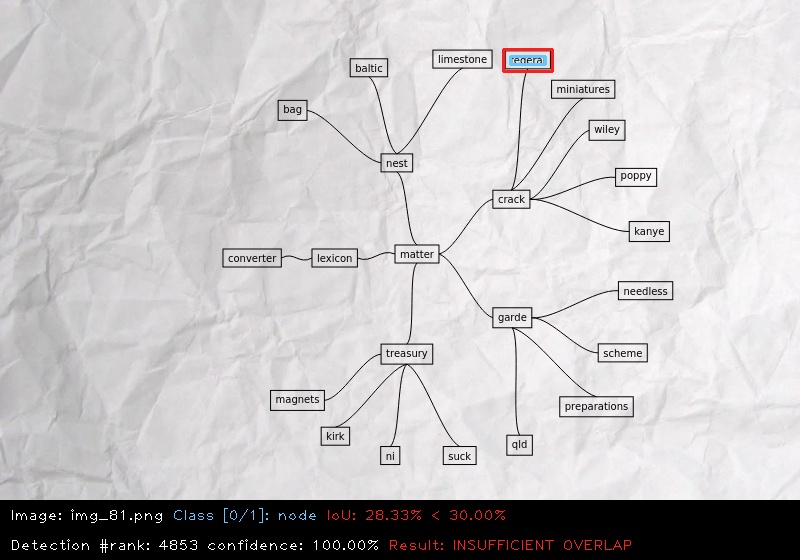 limestone
baltic
miniatures
bag
wiley
nest
poppy
crack
kanye
matter
converter
lexicon
needless
garde
treasury
scheme
magnets
preparations
kirk
qld
ni
suck
Image: img_81.png Class [0/1]: node IoU: 28.33% < 30.00%
Detection #rank: 4853 confidence: 100.00% Result: INSUFFICIENT OVERLAP